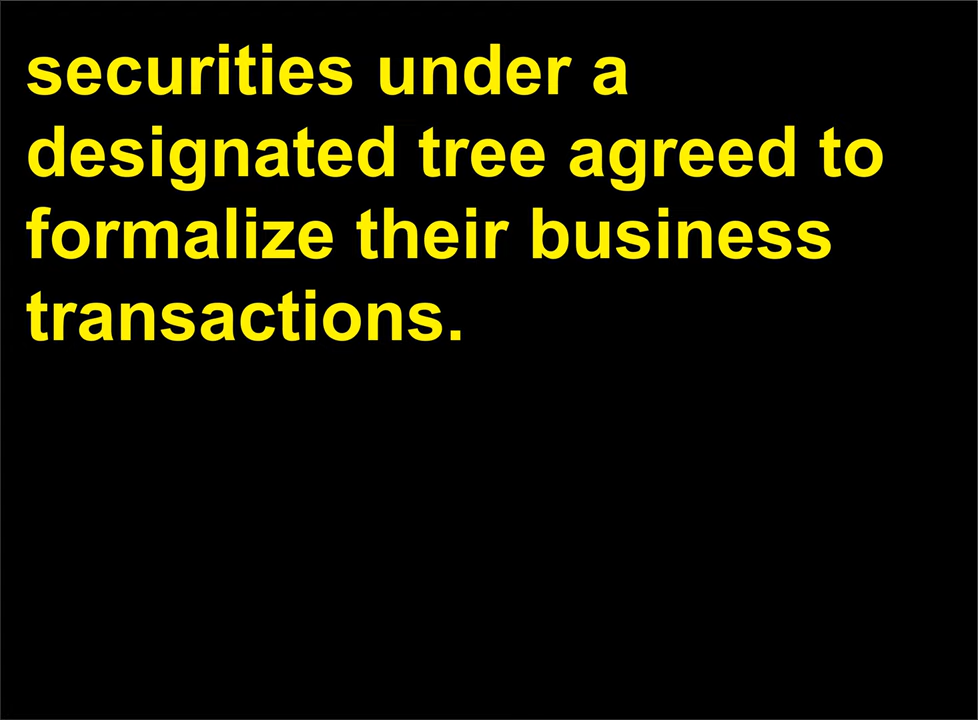 securities under a
designated tree agreed to
formalize their business
transactions.